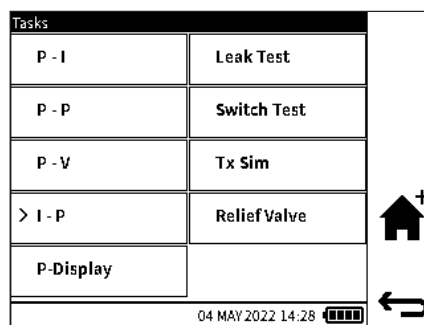 Tasks
P - I
Leak Test
P - P
Switch Test
P - V
Tx Sim
> I - P
Relief Valve
P-Display
04 MAY 2022 14:28